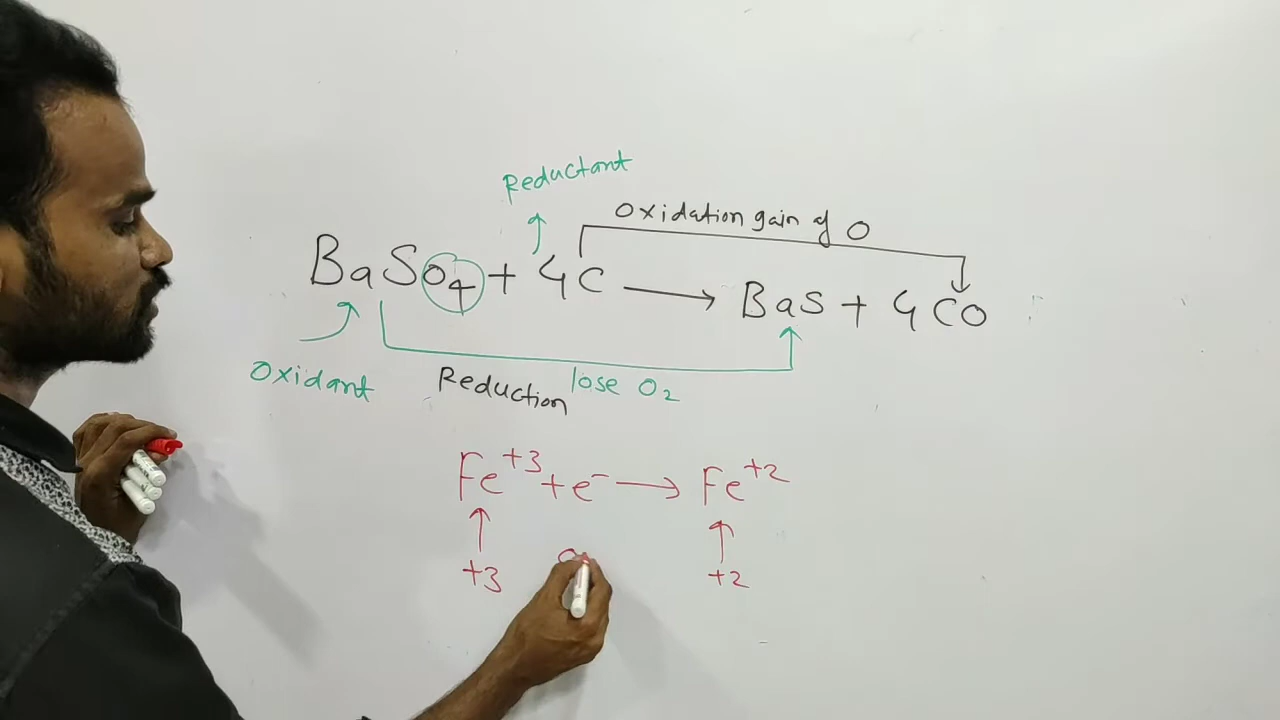 Reductant
Oxidation gain of O
BaSO4 + 4C → BaS + 4CO
Oxidant Reduction lose O2
Fe+3 + e− → Fe+2
+3 +2